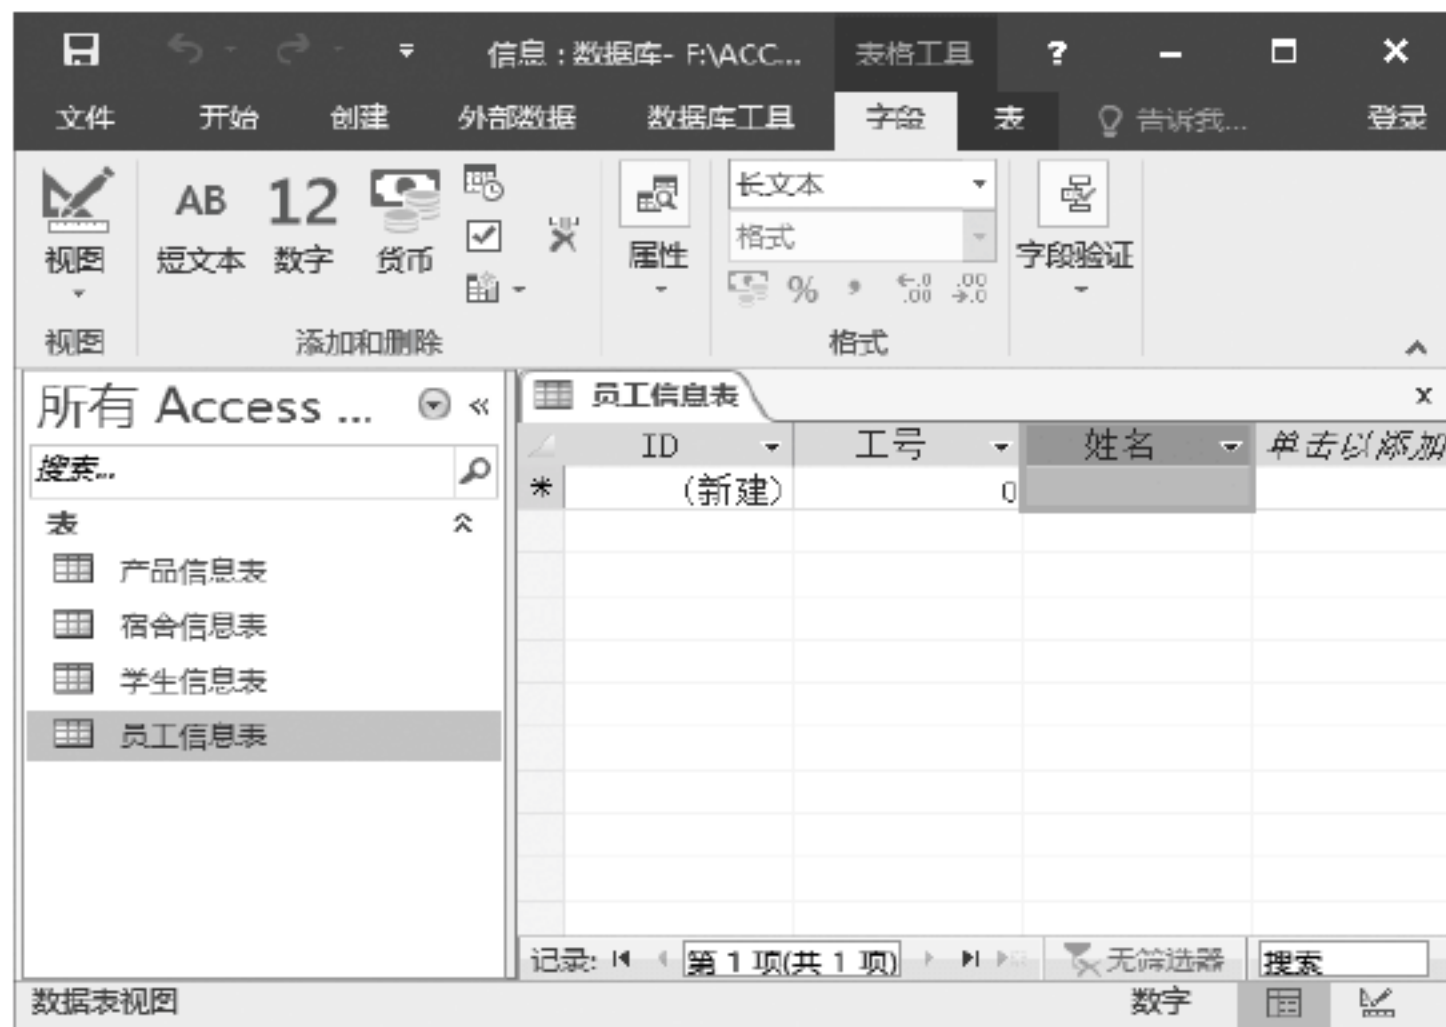 信息 : 数据库- F:\ACC... 表格工具 ?
文件 开始 创建 外部数据 数据库工具 字段 表 告诉我... 登录
长文本
AB 12
格式
视图 短文本 数字 货币 属性 字段验证
% , ←.0 .00 .00 →.0
视图 添加和删除 格式
所有 Access ... «
员工信息表 x
ID 工号 姓名 单击以添加
搜索...
* (新建) 0
表
产品信息表
宿舍信息表
学生信息表
员工信息表
记录: 第 1 项(共 1 项) 无筛选器 搜索
数据表视图 数字